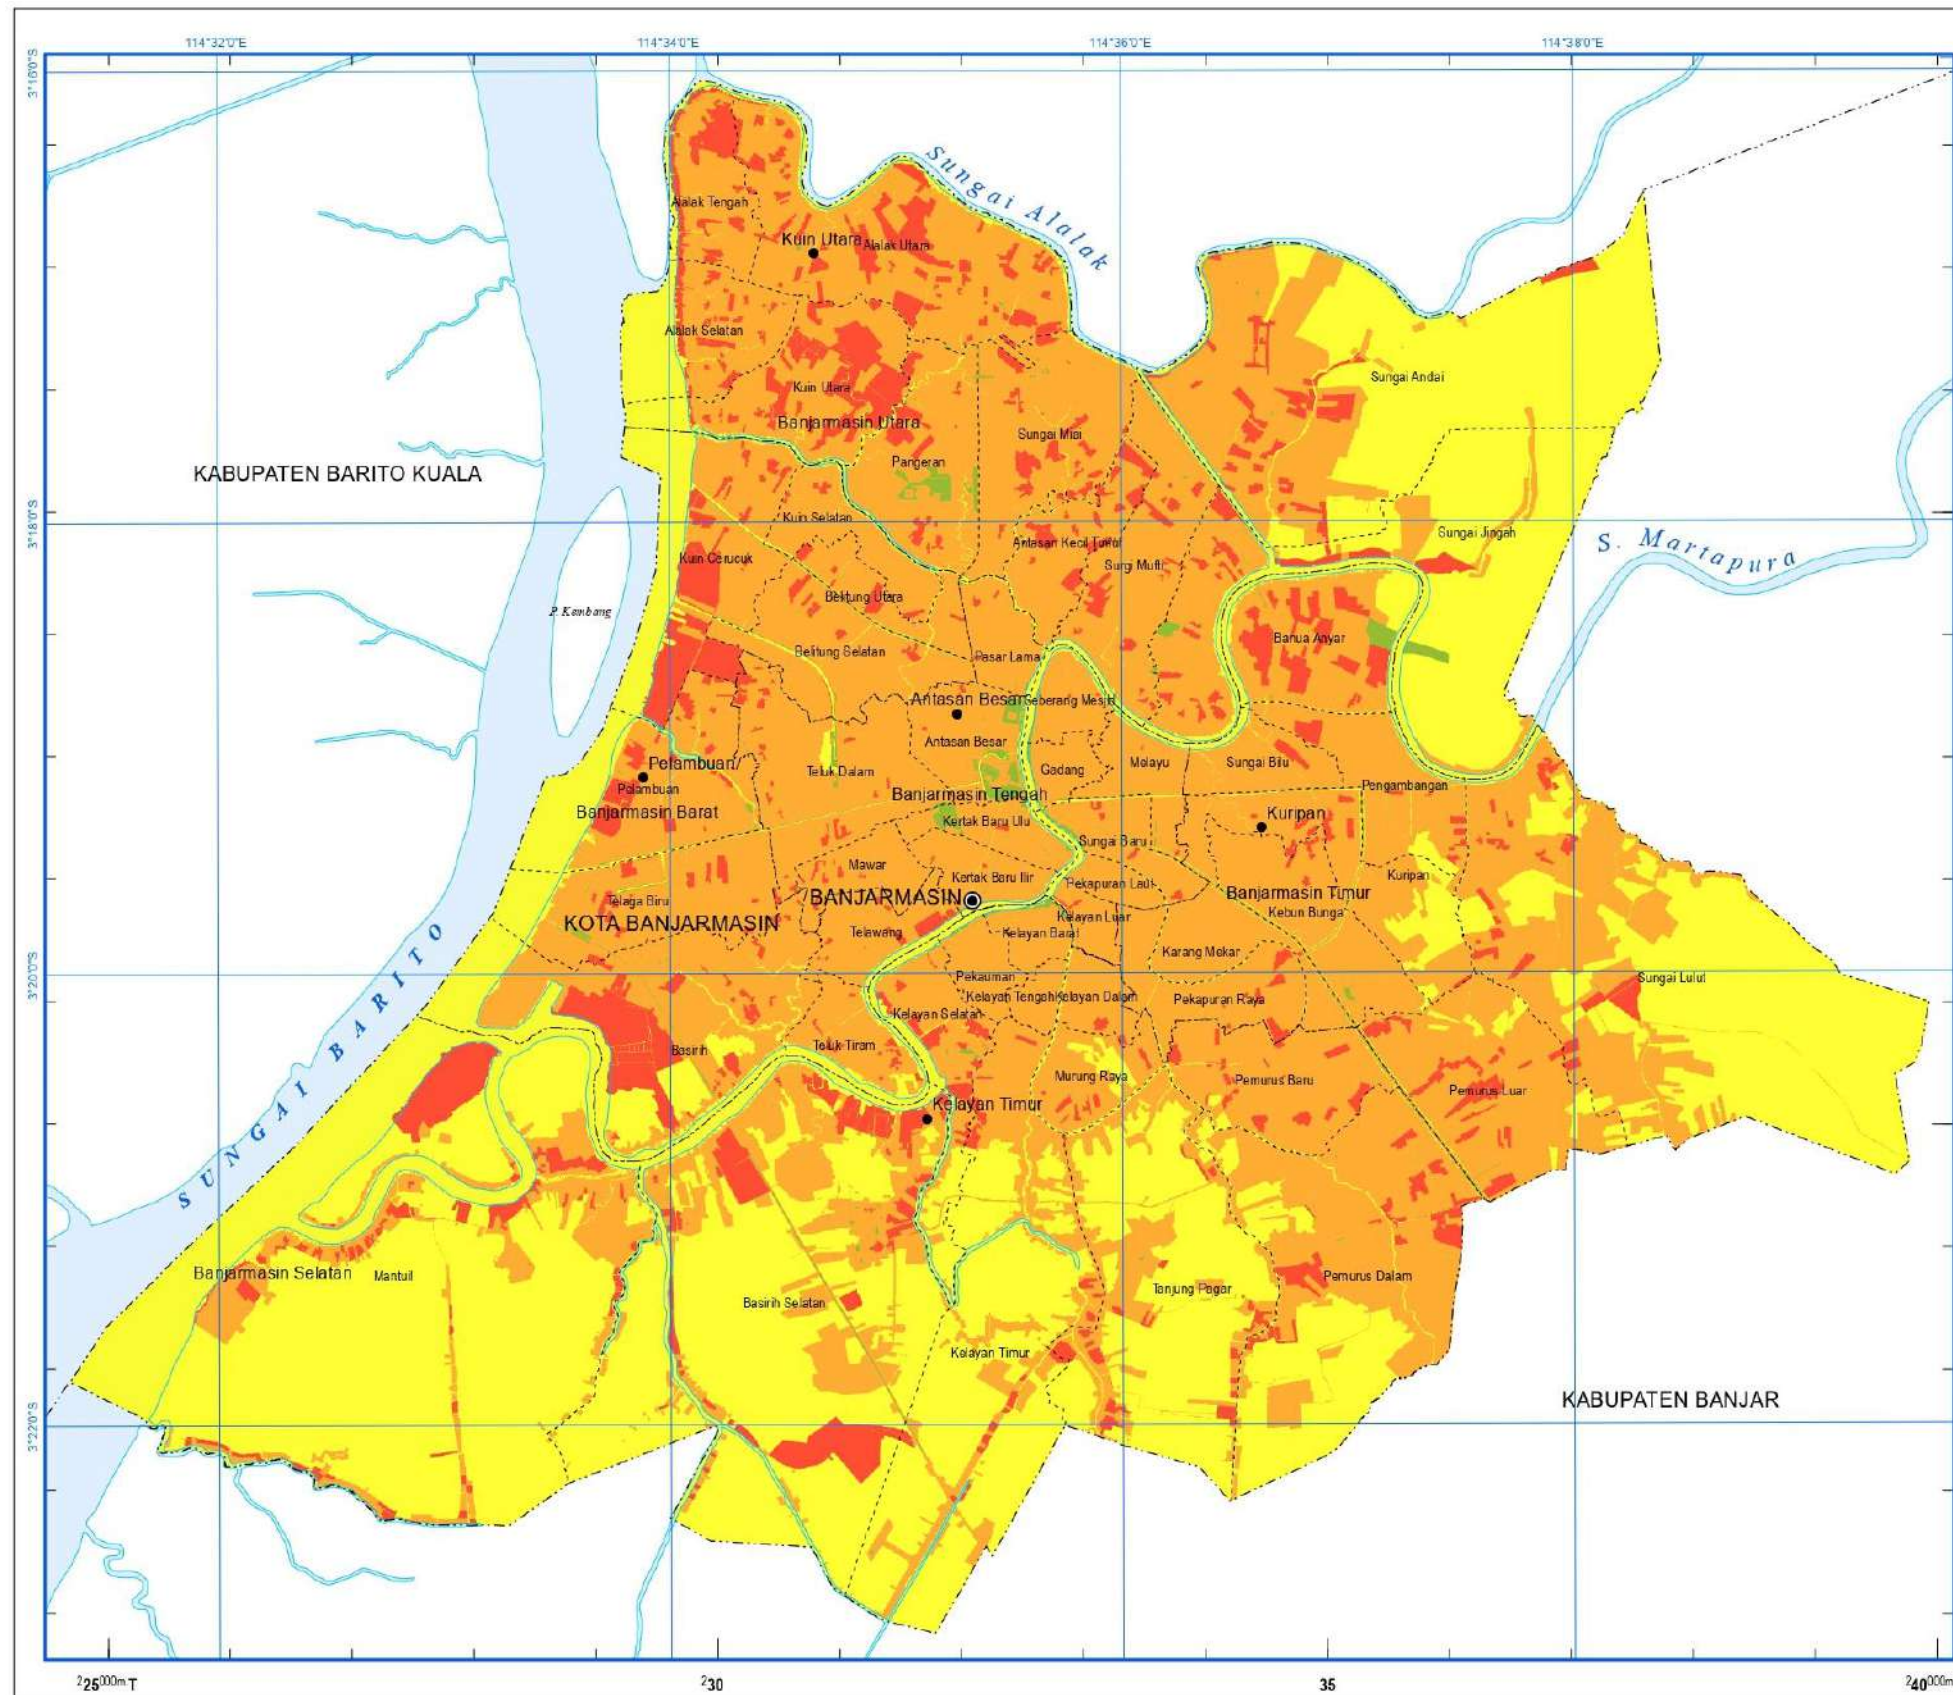 114°32'0"E
114°34'0"E
114°36'0"E
114°38'0"E
3°16'0"S
3°18'0"S
3°20'0"S
3°22'0"S
Sungai Alalak
Alalak Tengah
Kuin Utara
Alalak Utara
Alalak Selatan
Sungai Andai
Kuin Utara
Banjarmasin Utara
Sungai Miai
Pangeran
KABUPATEN BARITO KUALA
Kuin Selatan
Sungai Jingah
S. Martapura
Antasan Kecil Timur
Kuin Cerucuk
Surgi Mufti
Belitung Utara
P. Kembang
Banua Anyar
Belitung Selatan
Pasar Lama
Antasan Besar
Seberang Mesjid
Antasan Besar
Pelambuan
Teluk Dalam
Gadang
Melayu
Sungai Bilu
Pelambuan
Banjarmasin Tengah
Pengambangan
Banjarmasin Barat
Kertak Baru Ulu
Kuripan
Sungai Baru
Mawar
Kertak Baru Ilir
Kuripan
Pekapuran Laut
BANJARMASIN
Banjarmasin Timur
Telaga Biru
Kelayan Luar
Kebun Bunga
KOTA BANJARMASIN
Telawang
Kelayan Barat
Karang Mekar
Pekauman
Sungai Lulut
Kelayan Tengah
Kelayan Dalam
Pekapuran Raya
Kelayan Selatan
SUNGAI BARITO
Basirih
Teluk Tiram
Murung Raya
Pemurus Baru
Pemurus Luar
Kelayan Timur
Banjarmasin Selatan
Mantuil
Pemurus Dalam
Tanjung Pagar
Basirih Selatan
Kelayan Timur
KABUPATEN BANJAR
225000m T
230
35
240000m